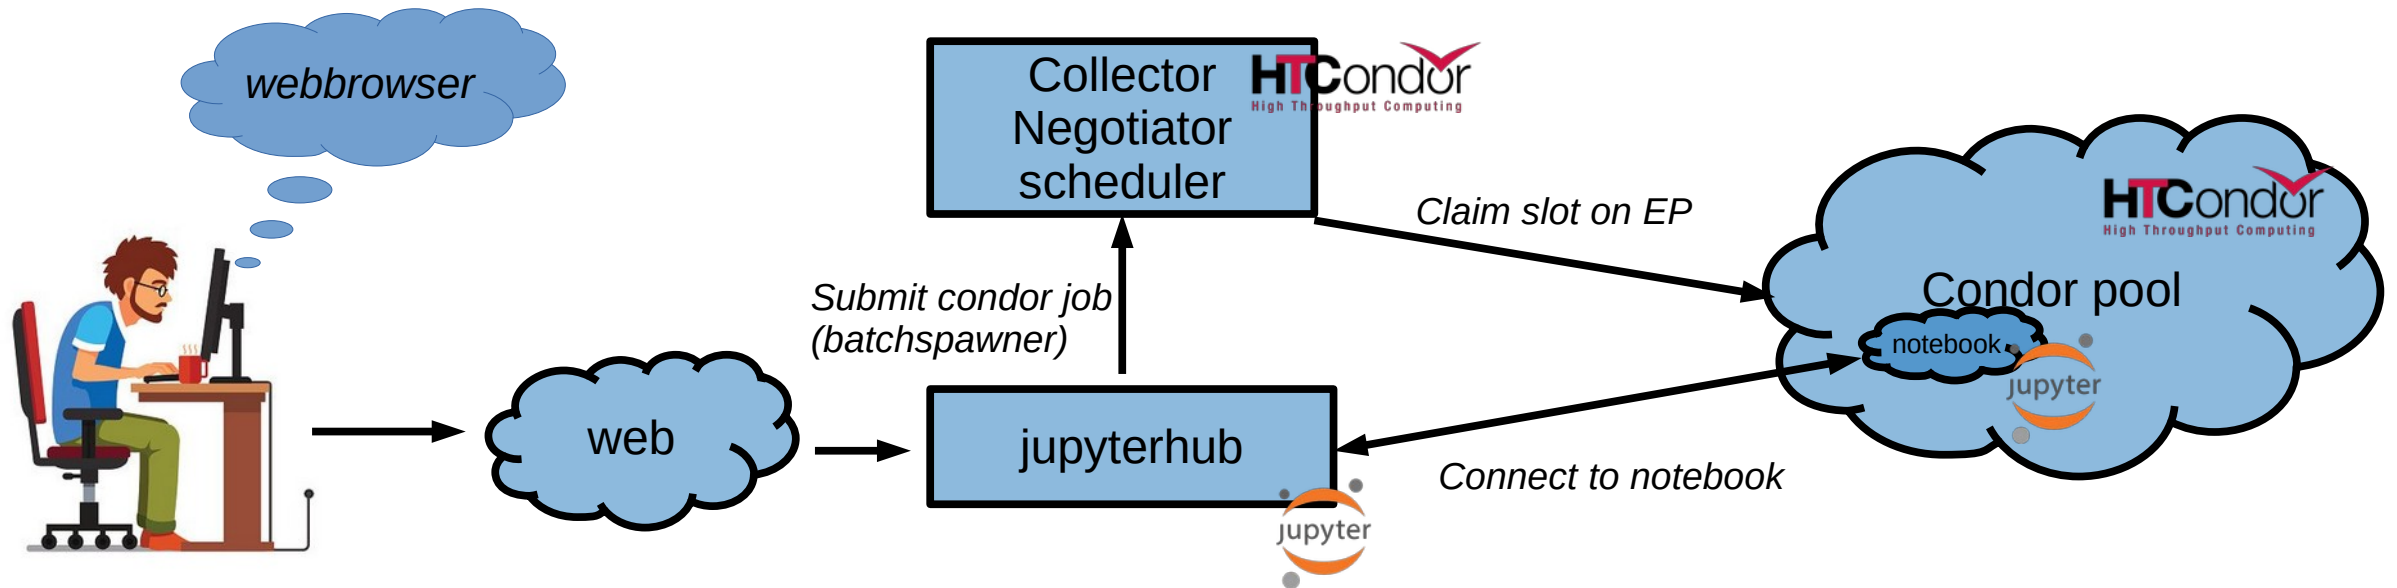 webbrowser
Collector
Negotiator
scheduler
HTCondor
High Throughput Computing
Claim slot on EP
HTCondor
High Throughput Computing
Condor pool
Submit condor job
(batchspawner)
notebook
jupyter
web
jupyterhub
Connect to notebook
jupyter